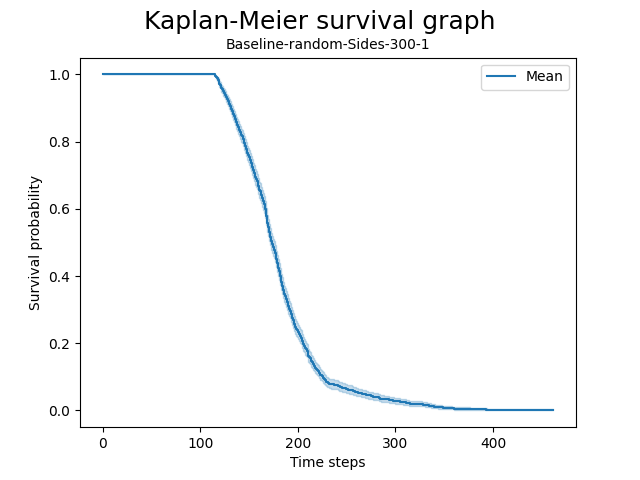 Kaplan-Meier survival graph
Baseline-random-Sides-300-1
Mean
1.0
0.8
0.6
0.4
0.2
0.0
Survival probability
0 100 200 300 400
Time steps